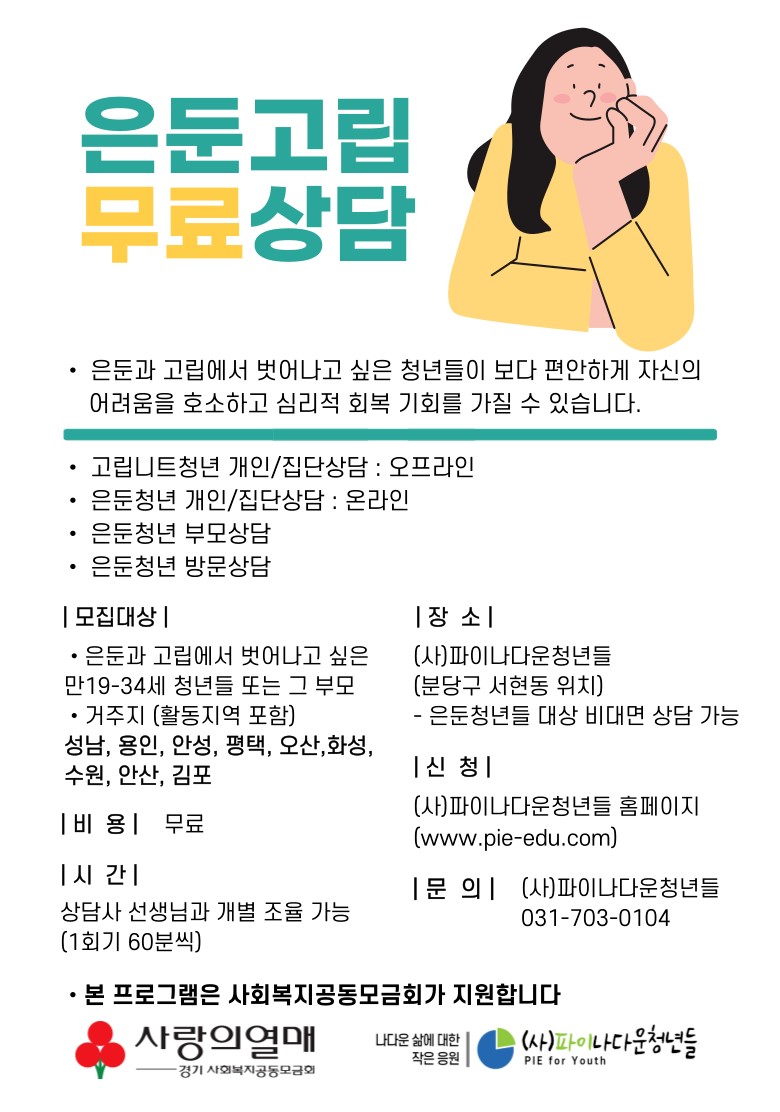 은둔고립
무료상담
• 은둔과 고립에서 벗어나고 싶은 청년들이 보다 편안하게 자신의
어려움을 호소하고 심리적 회복 기회를 가질 수 있습니다.
• 고립니트청년 개인/집단상담 : 오프라인
• 은둔청년 개인/집단상담 : 온라인
• 은둔청년 부모상담
• 은둔청년 방문상담
| 모집대상 |
• 은둔과 고립에서 벗어나고 싶은
만19-34세 청년들 또는 그 부모
• 거주지 (활동지역 포함)
성남, 용인, 안성, 평택, 오산,화성,
수원, 안산, 김포
| 비 용 | 무료
| 시 간 |
상담사 선생님과 개별 조율 가능
(1회기 60분씩)
| 장 소 |
(사)파이나다운청년들
(분당구 서현동 위치)
- 은둔청년들 대상 비대면 상담 가능
| 신 청 |
(사)파이나다운청년들 홈페이지
(www.pie-edu.com)
| 문 의 | (사)파이나다운청년들
031-703-0104
• 본 프로그램은 사회복지공동모금회가 지원합니다
사랑의열매
경기 사회복지공동모금회
나다운 삶에 대한
작은 응원
(사)파이나다운청년들
PIE for Youth